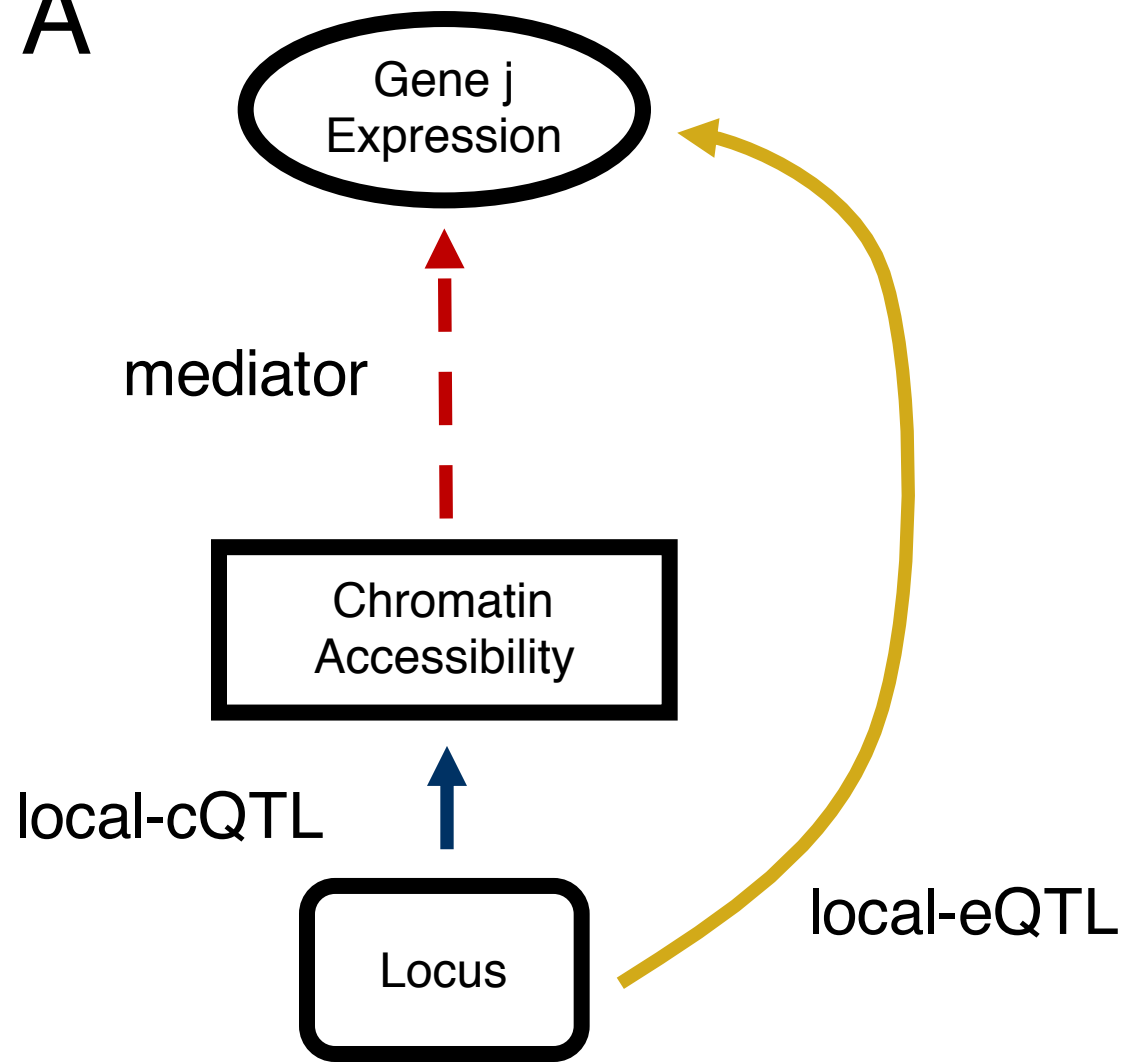 A
Gene j
Expression
mediator
Chromatin
Accessibility
local-cQTL
local-eQTL
Locus